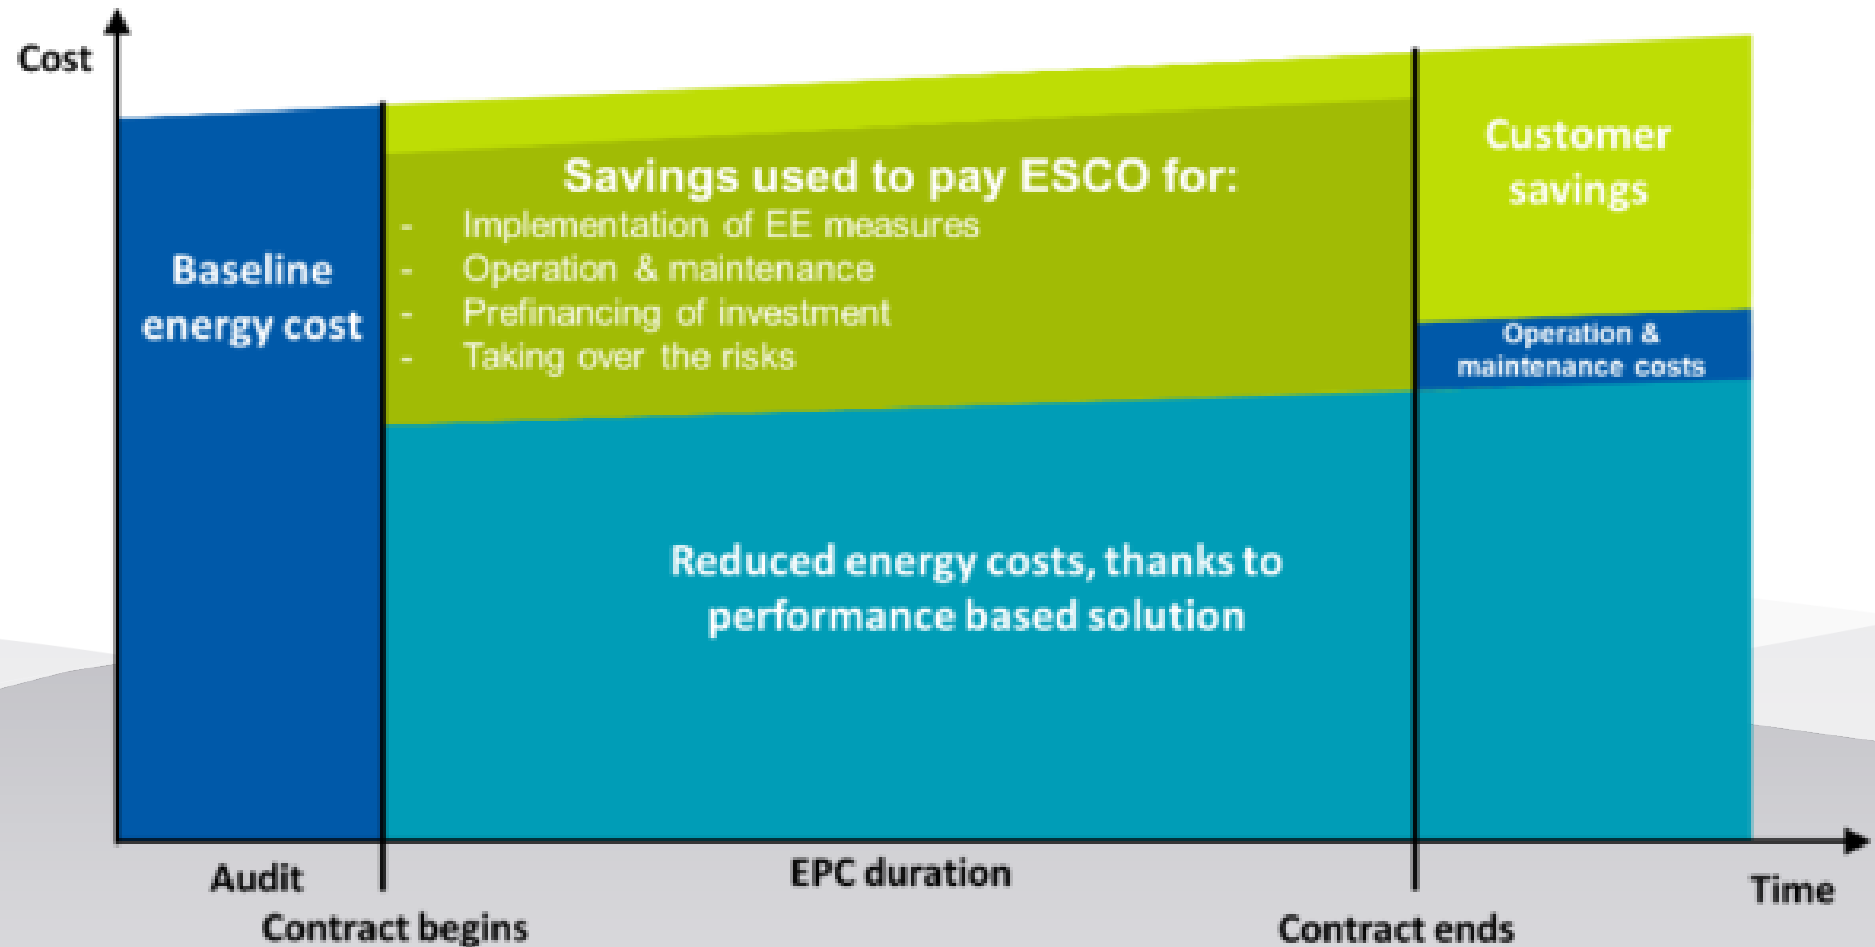 Cost
Baseline
energy cost
Savings used to pay ESCO for:
- Implementation of EE measures
- Operation & maintenance
- Prefinancing of investment
- Taking over the risks
Customer
savings
Operation &
maintenance costs
Reduced energy costs, thanks to
performance based solution
Audit
EPC duration
Time
Contract begins
Contract ends